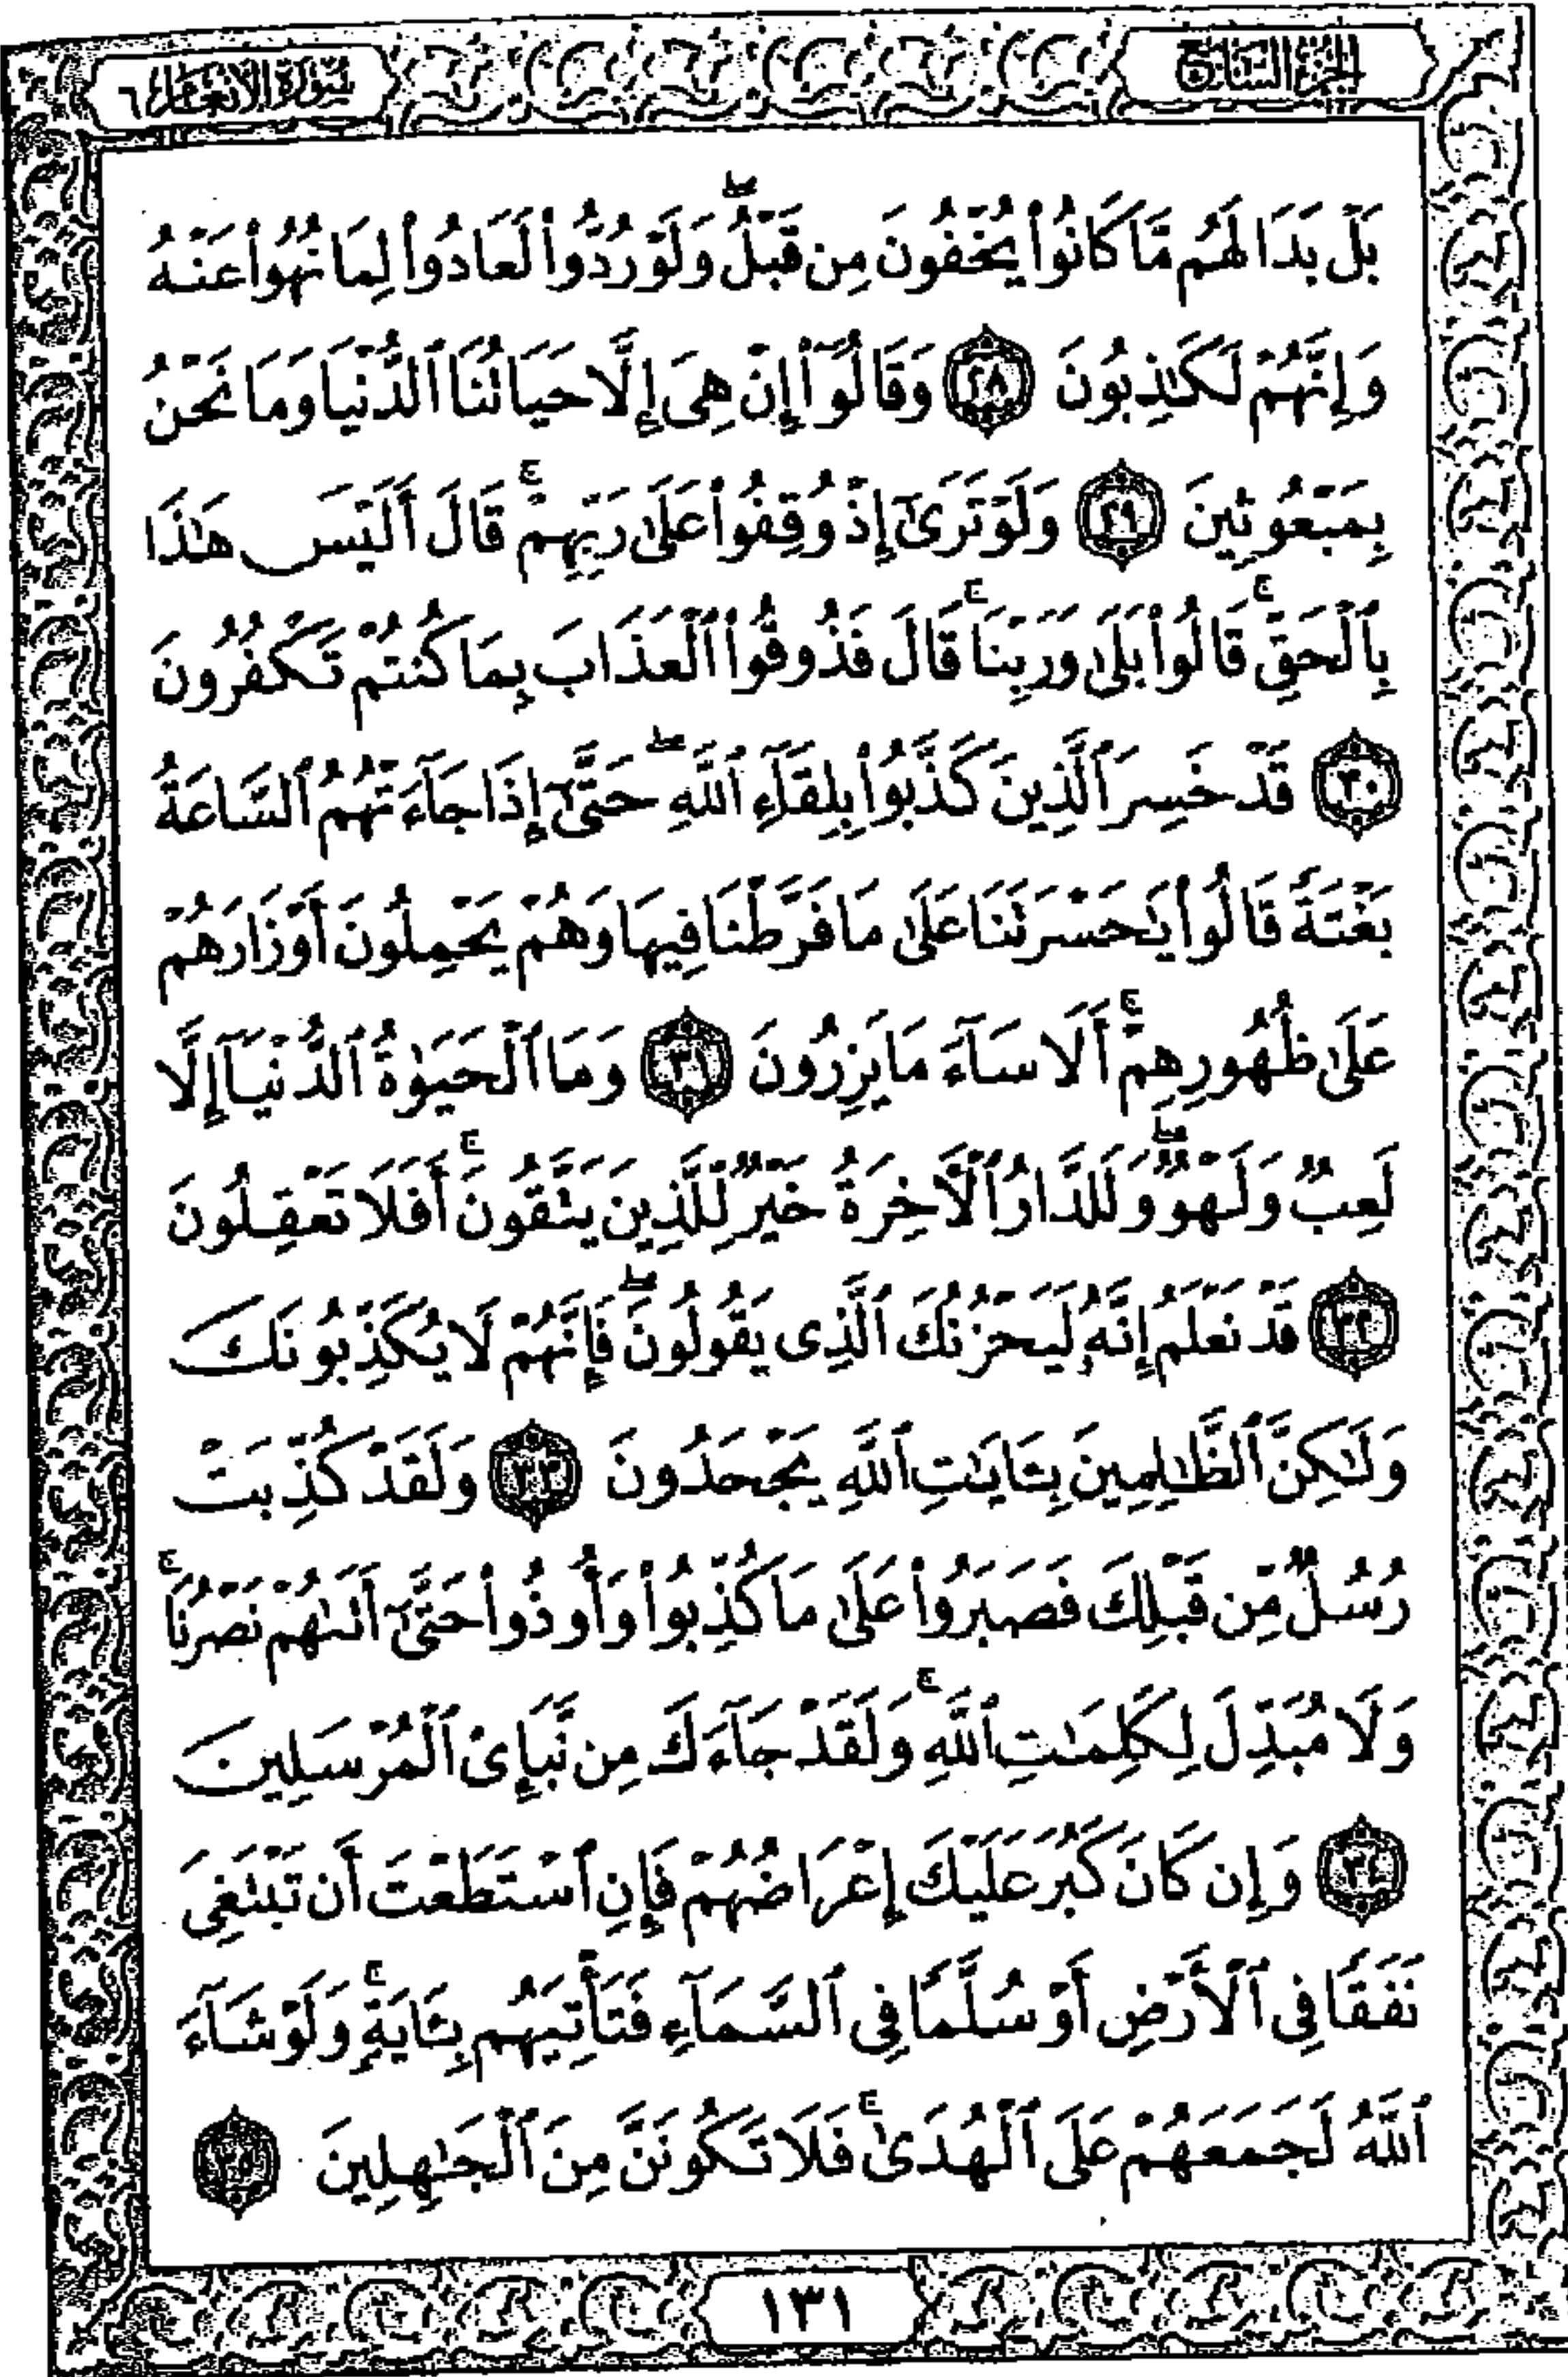 الجزء السابع
سورة الأنعام ٦
بَلْ بَدَا لَهُم مَّا كَانُوا۟ يُخْفُونَ مِن قَبْلُ ۖ وَلَوْ رُدُّوا۟ لَعَادُوا۟ لِمَا نُهُوا۟ عَنْهُ
وَإِنَّهُمْ لَكَـٰذِبُونَ ٢٨ وَقَالُوٓا۟ إِنْ هِىَ إِلَّا حَيَاتُنَا ٱلدُّنْيَا وَمَا نَحْنُ
بِمَبْعُوثِينَ ٢٩ وَلَوْ تَرَىٰٓ إِذْ وُقِفُوا۟ عَلَىٰ رَبِّهِمْ ۚ قَالَ أَلَيْسَ هَـٰذَا
بِٱلْحَقِّ ۚ قَالُوا۟ بَلَىٰ وَرَبِّنَا ۚ قَالَ فَذُوقُوا۟ ٱلْعَذَابَ بِمَا كُنتُمْ تَكْفُرُونَ
٣٠ قَدْ خَسِرَ ٱلَّذِينَ كَذَّبُوا۟ بِلِقَآءِ ٱللَّهِ ۖ حَتَّىٰٓ إِذَا جَآءَتْهُمُ ٱلسَّاعَةُ
بَغْتَةً قَالُوا۟ يَـٰحَسْرَتَنَا عَلَىٰ مَا فَرَّطْنَا فِيهَا وَهُمْ يَحْمِلُونَ أَوْزَارَهُمْ
عَلَىٰ ظُهُورِهِمْ ۚ أَلَا سَآءَ مَا يَزِرُونَ ٣١ وَمَا ٱلْحَيَوٰةُ ٱلدُّنْيَآ إِلَّا
لَعِبٌ وَلَهْوٌ ۖ وَلَلدَّارُ ٱلْـَٔاخِرَةُ خَيْرٌ لِّلَّذِينَ يَتَّقُونَ ۗ أَفَلَا تَعْقِلُونَ
٣٢ قَدْ نَعْلَمُ إِنَّهُۥ لَيَحْزُنُكَ ٱلَّذِى يَقُولُونَ ۖ فَإِنَّهُمْ لَا يُكَذِّبُونَكَ
وَلَـٰكِنَّ ٱلظَّـٰلِمِينَ بِـَٔايَـٰتِ ٱللَّهِ يَجْحَدُونَ ٣٣ وَلَقَدْ كُذِّبَتْ
رُسُلٌ مِّن قَبْلِكَ فَصَبَرُوا۟ عَلَىٰ مَا كُذِّبُوا۟ وَأُوذُوا۟ حَتَّىٰٓ أَتَىٰهُمْ نَصْرُنَا ۚ
وَلَا مُبَدِّلَ لِكَلِمَـٰتِ ٱللَّهِ ۚ وَلَقَدْ جَآءَكَ مِن نَّبَإِى۟ ٱلْمُرْسَلِينَ
٣٤ وَإِن كَانَ كَبُرَ عَلَيْكَ إِعْرَاضُهُمْ فَإِنِ ٱسْتَطَعْتَ أَن تَبْتَغِىَ
نَفَقًا فِى ٱلْأَرْضِ أَوْ سُلَّمًا فِى ٱلسَّمَآءِ فَتَأْتِيَهُم بِـَٔايَةٍ ۚ وَلَوْ شَآءَ
ٱللَّهُ لَجَمَعَهُمْ عَلَى ٱلْهُدَىٰ ۚ فَلَا تَكُونَنَّ مِنَ ٱلْجَـٰهِلِينَ ٣٥
١٣١